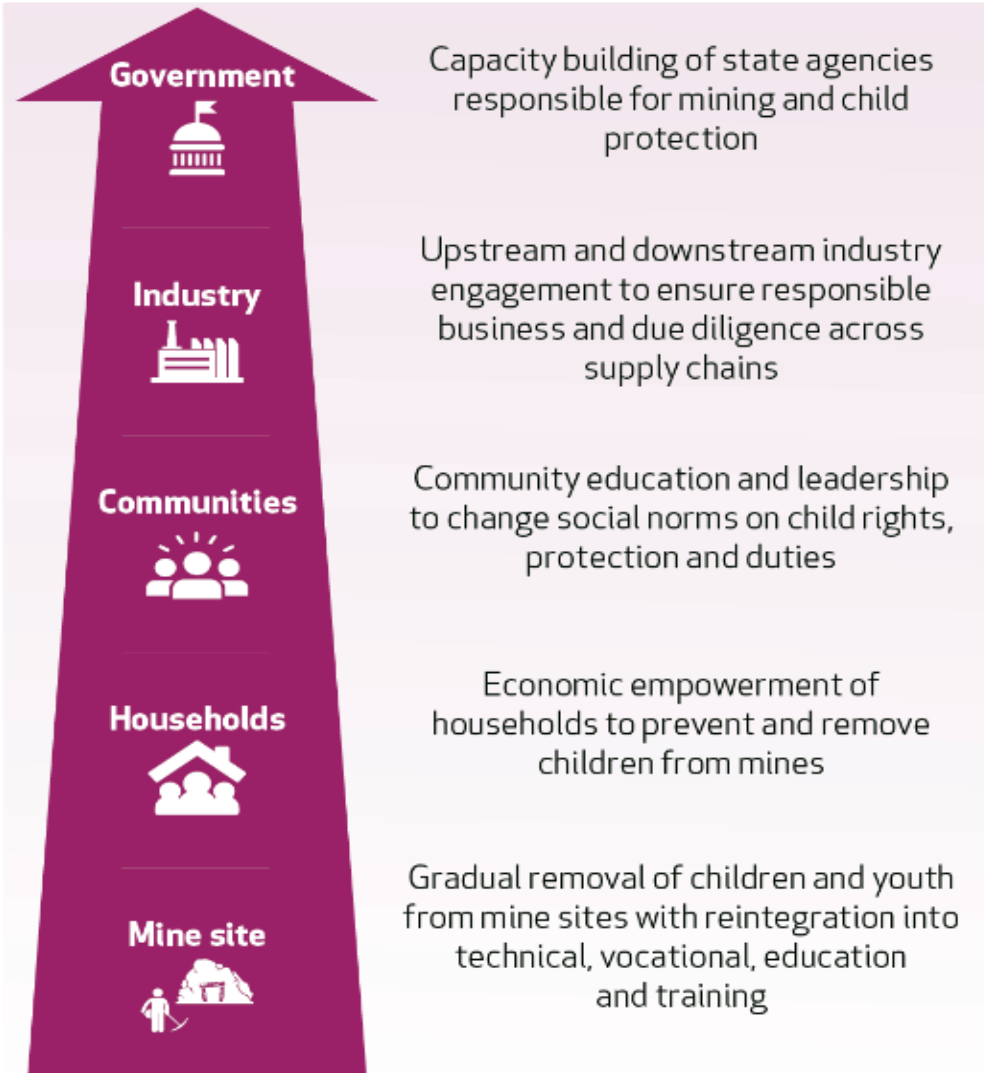 Government
Capacity building of state agencies
responsible for mining and child
protection
Industry
Upstream and downstream industry
engagement to ensure responsible
business and due diligence across
supply chains
Communities
Community education and leadership
to change social norms on child rights,
protection and duties
Households
Economic empowerment of
households to prevent and remove
children from mines
Mine site
Gradual removal of children and youth
from mine sites with reintegration into
technical, vocational, education
and training